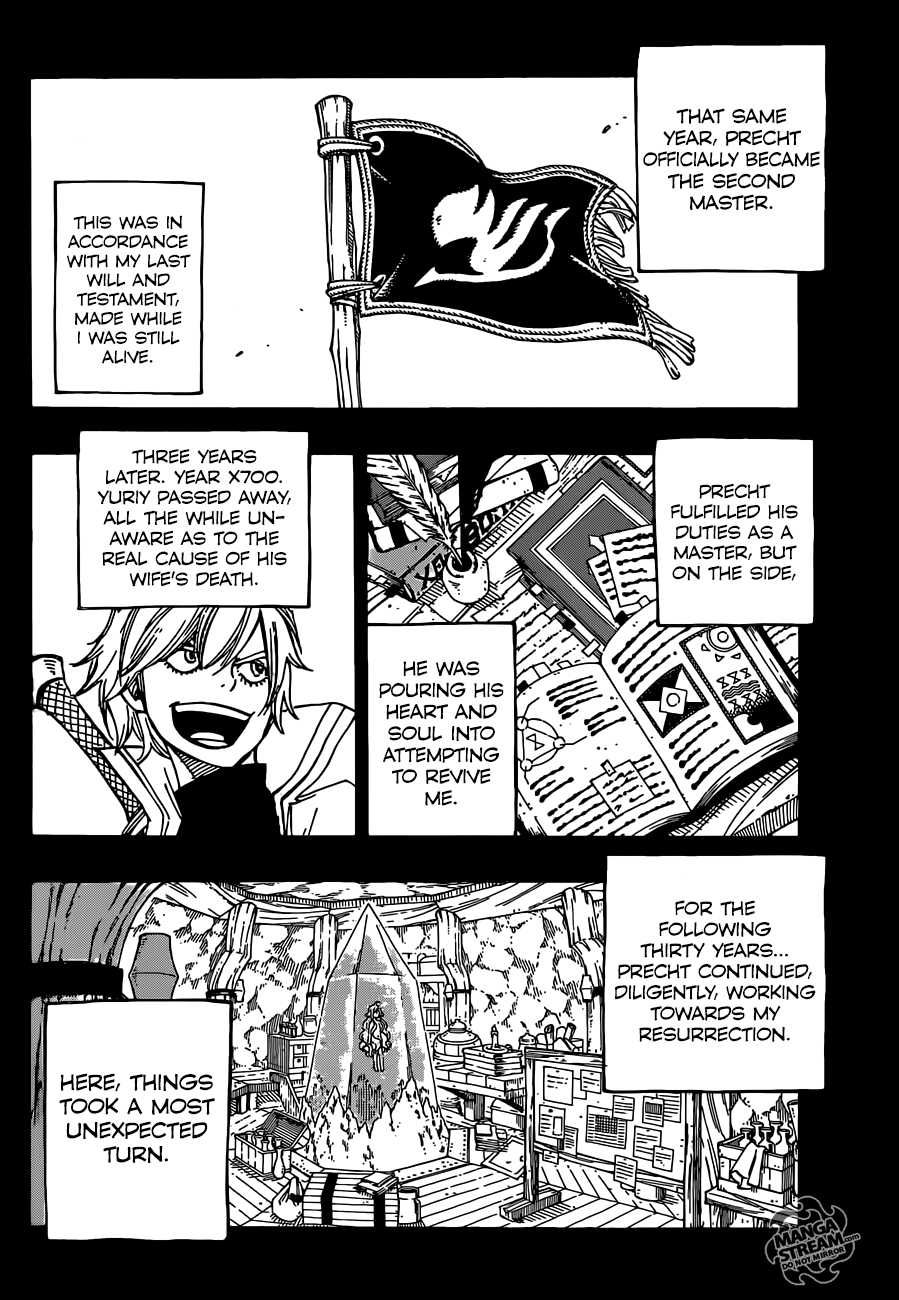 THAT SAME
YEAR, PRECHT
OFFICIALLY BECAME
THE SECOND
MASTER.
THIS WAS IN
ACCORDANCE
WITH MY LAST
WILL AND
TESTAMENT,
MADE WHILE
I WAS STILL
ALIVE.
PRECHT
FULFILLED HIS
DUTIES AS A
MASTER, BUT
ON THE SIDE,
HE WAS
POURING HIS
HEART AND
SOUL INTO
ATTEMPTING
TO REVIVE
ME.
THREE YEARS
LATER. YEAR X700.
YURIY PASSED AWAY,
ALL THE WHILE UN-
AWARE AS TO THE
REAL CAUSE OF HIS
WIFE'S DEATH.
FOR THE
FOLLOWING
THIRTY YEARS...
PRECHT CONTINUED,
DILIGENTLY, WORKING
TOWARDS MY
RESURRECTION.
HERE, THINGS
TOOK A MOST
UNEXPECTED
TURN.
MANGA
STREAM.com
DO NOT MIRROR